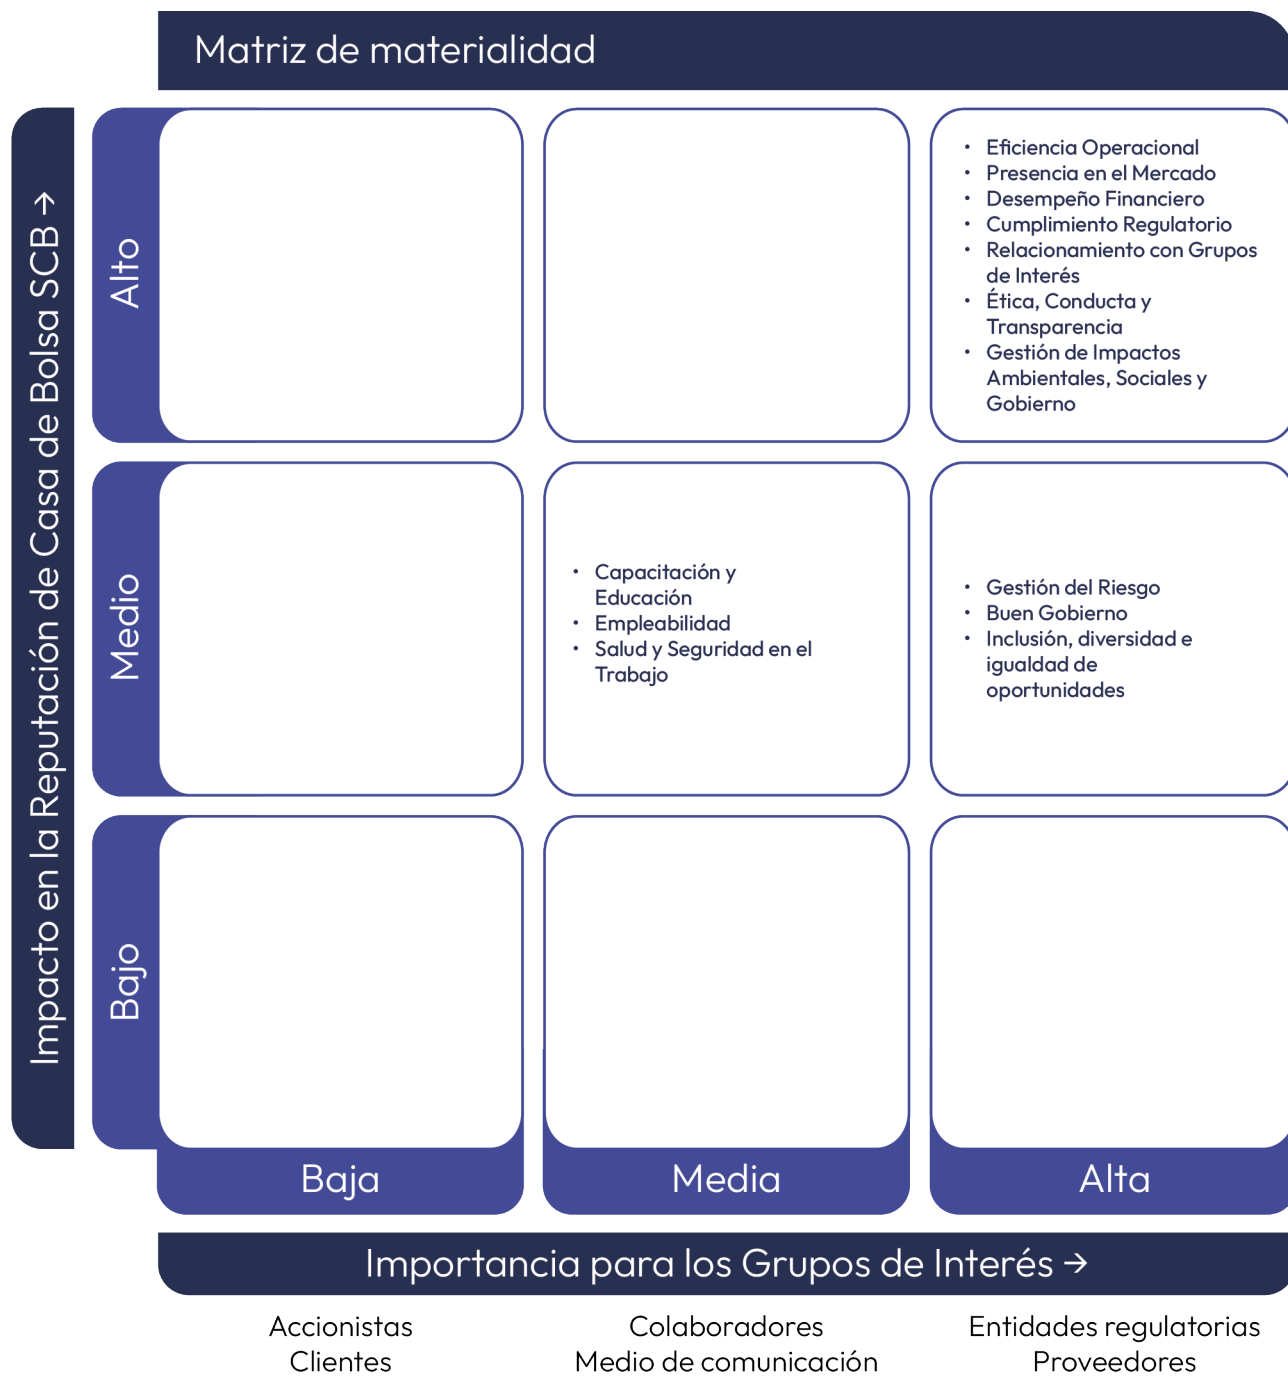 Matriz de materialidad
Impacto en la Reputación de Casa de Bolsa SCB →
Alto
• Eficiencia Operacional
• Presencia en el Mercado
• Desempeño Financiero
• Cumplimiento Regulatorio
• Relacionamiento con Grupos
de Interés
• Ética, Conducta y
Transparencia
• Gestión de Impactos
Ambientales, Sociales y
Gobierno
Medio
• Capacitación y
Educación
• Empleabilidad
• Salud y Seguridad en el
Trabajo
• Gestión del Riesgo
• Buen Gobierno
• Inclusión, diversidad e
igualdad de
oportunidades
Bajo
Baja
Media
Alta
Importancia para los Grupos de Interés →
Accionistas
Clientes
Colaboradores
Medio de comunicación
Entidades regulatorias
Proveedores